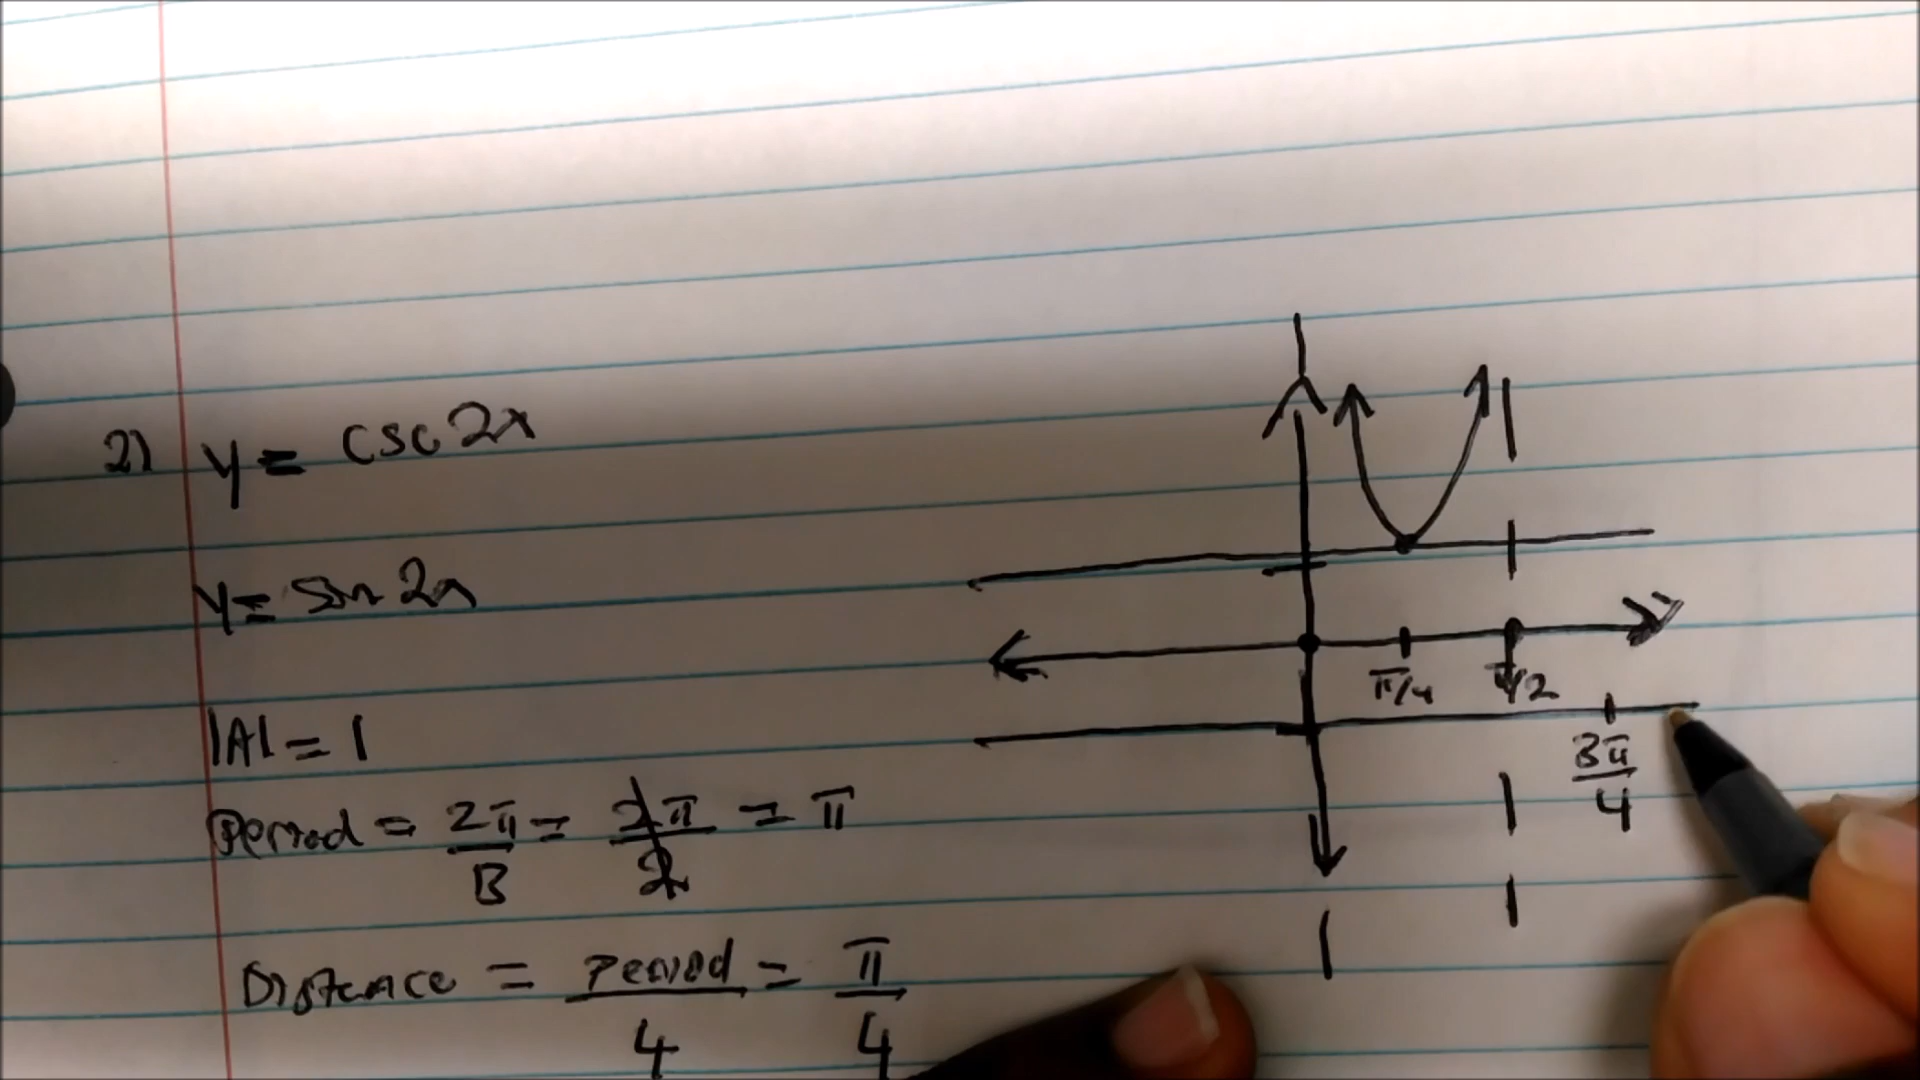 2) y = csc 2x
y = sin 2x
|A| = 1
Period = 2π/B = 2π/2 = π
Distance = Period/4 = π/4
π/4 π/2
3π/4